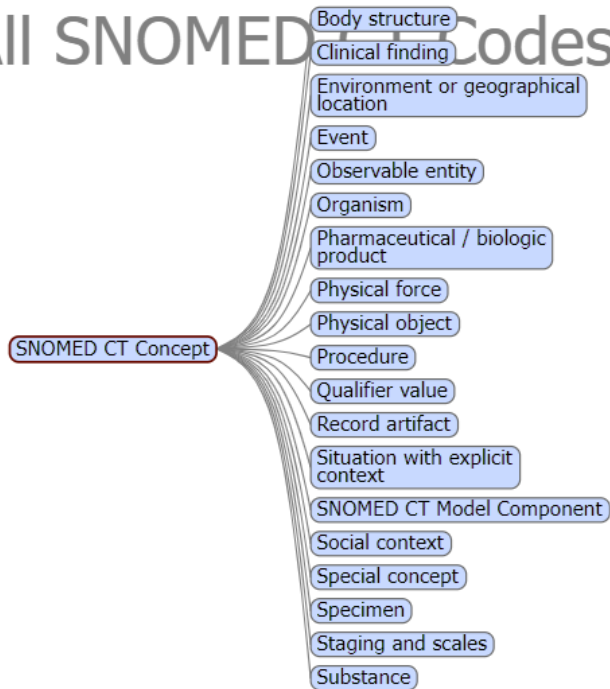 All SNOMED CT Codes
Body structure
Clinical finding
Environment or geographical
location
Event
Observable entity
Organism
Pharmaceutical / biologic
product
Physical force
Physical object
SNOMED CT Concept
Procedure
Qualifier value
Record artifact
Situation with explicit
context
SNOMED CT Model Component
Social context
Special concept
Specimen
Staging and scales
Substance